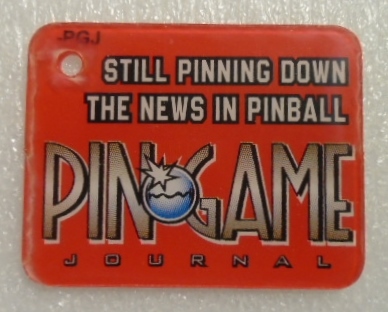 PGJ
STILL PINNING DOWN
THE NEWS IN PINBALL
PINGAME
JOURNAL